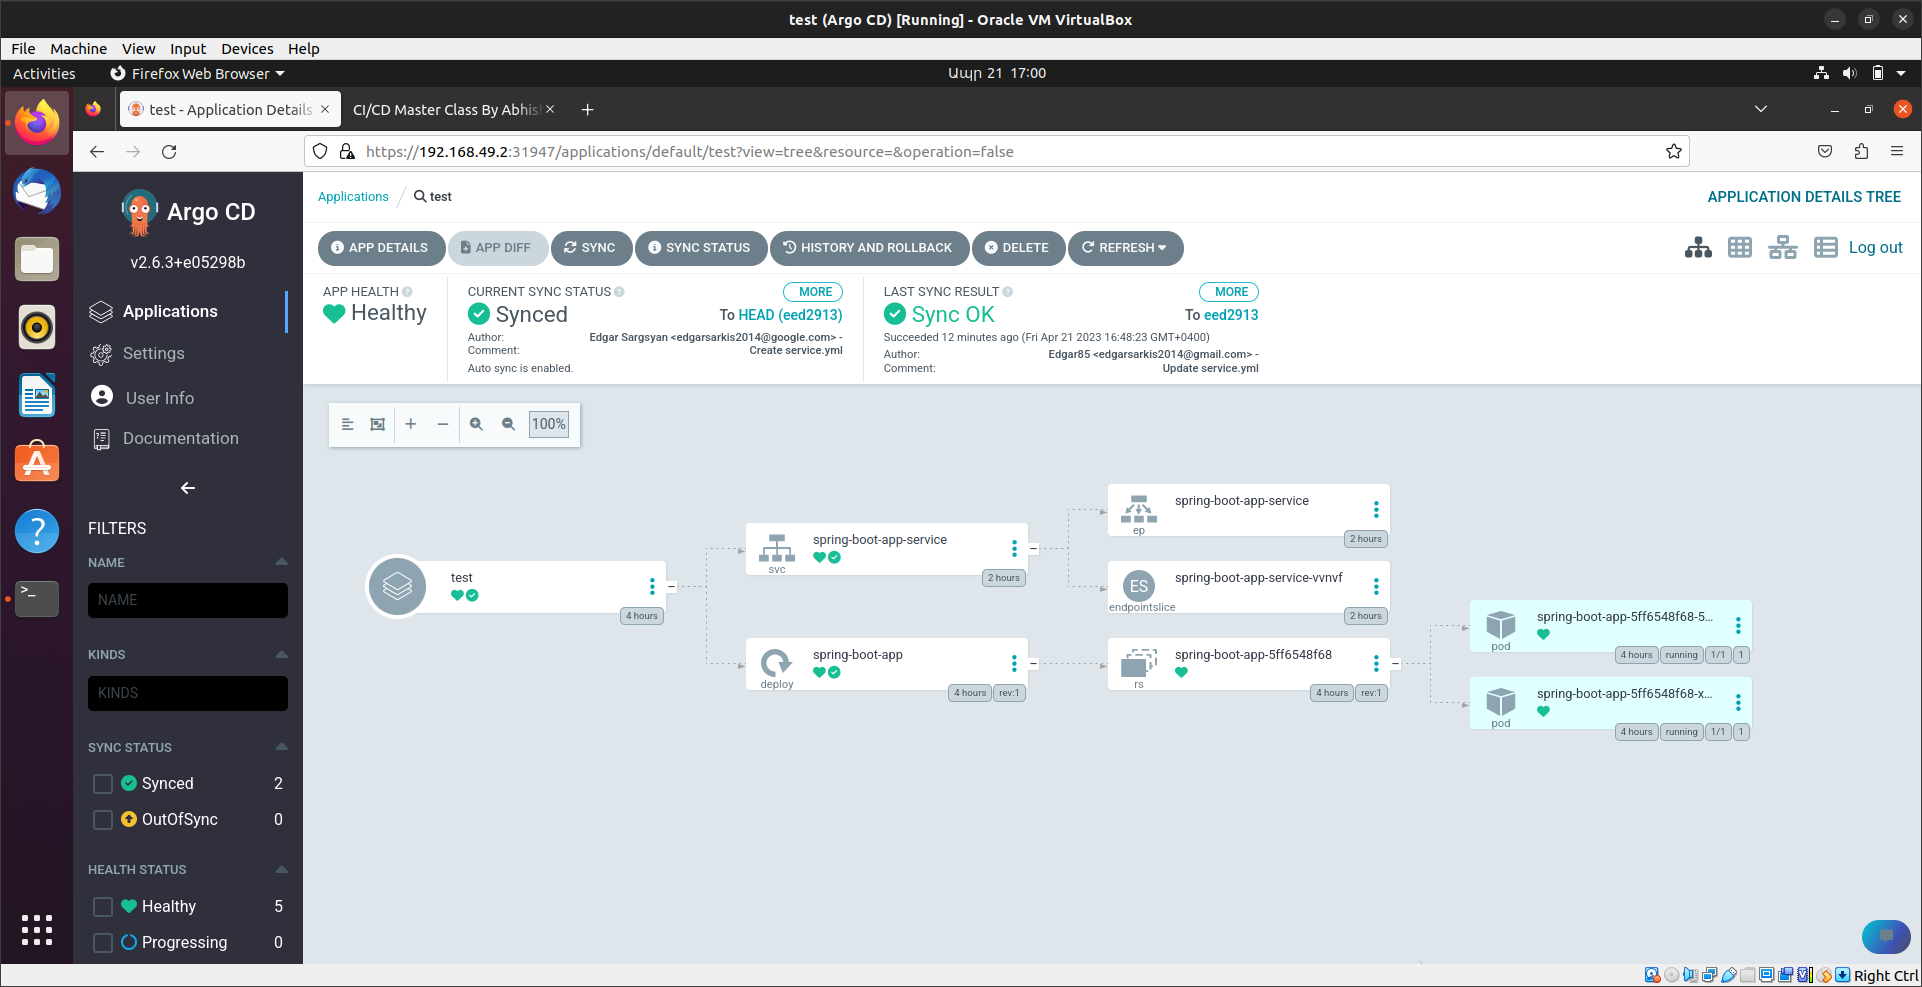 test (Argo CD) [Running] - Oracle VM VirtualBox
File Machine View Input Devices Help
Activities Firefox Web Browser Ապր 21 17:00
test - Application Details CI/CD Master Class By Abhis
https://192.168.49.2:31947/applications/default/test?view=tree&resource=&operation=false
Argo CD
v2.6.3+e05298b
Applications
Settings
User Info
Documentation
FILTERS
NAME
NAME
KINDS
KINDS
SYNC STATUS
Synced 2
OutOfSync 0
HEALTH STATUS
Healthy 5
Progressing 0
Applications / test
APPLICATION DETAILS TREE
APP DETAILS APP DIFF SYNC SYNC STATUS HISTORY AND ROLLBACK DELETE REFRESH
Log out
APP HEALTH
Healthy
CURRENT SYNC STATUS MORE
Synced To HEAD (eed2913)
Author: Edgar Sargsyan <edgarsarkis2014@google.com> -
Comment: Create service.yml
Auto sync is enabled.
LAST SYNC RESULT MORE
Sync OK To eed2913
Succeeded 12 minutes ago (Fri Apr 21 2023 16:48:23 GMT+0400)
Author: Edgar85 <edgarsarkis2014@gmail.com> -
Comment: Update service.yml
100%
test
4 hours
spring-boot-app-service
svc
2 hours
spring-boot-app
deploy
4 hours rev:1
spring-boot-app-service
ep
2 hours
ES
spring-boot-app-service-vvnvf
endpointslice
2 hours
spring-boot-app-5ff6548f68
rs
4 hours rev:1
spring-boot-app-5ff6548f68-5...
pod
4 hours running 1/1 1
spring-boot-app-5ff6548f68-x...
pod
4 hours running 1/1 1
Right Ctrl